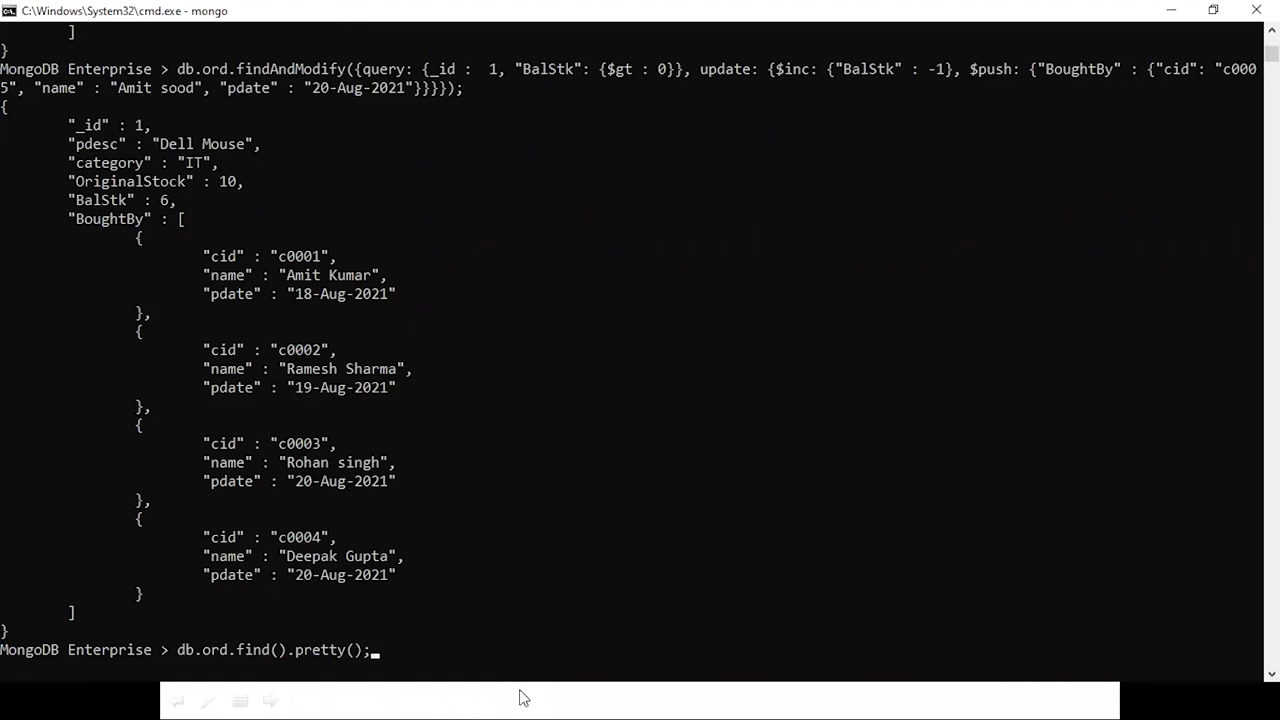 C:\Windows\System32\cmd.exe - mongo
]
}
MongoDB Enterprise > db.ord.findAndModify({query: {_id :  1, "BalStk": {$gt : 0}}, update: {$inc: {"BalStk" : -1}, $push: {"BoughtBy" : {"cid": "c000
5", "name" : "Amit sood", "pdate" : "20-Aug-2021"}}}});
{
"_id" : 1,
"pdesc" : "Dell Mouse",
"category" : "IT",
"OriginalStock" : 10,
"BalStk" : 6,
"BoughtBy" : [
{
"cid" : "c0001",
"name" : "Amit Kumar",
"pdate" : "18-Aug-2021"
},
{
"cid" : "c0002",
"name" : "Ramesh Sharma",
"pdate" : "19-Aug-2021"
},
{
"cid" : "c0003",
"name" : "Rohan singh",
"pdate" : "20-Aug-2021"
},
{
"cid" : "c0004",
"name" : "Deepak Gupta",
"pdate" : "20-Aug-2021"
}
]
}
MongoDB Enterprise > db.ord.find().pretty();